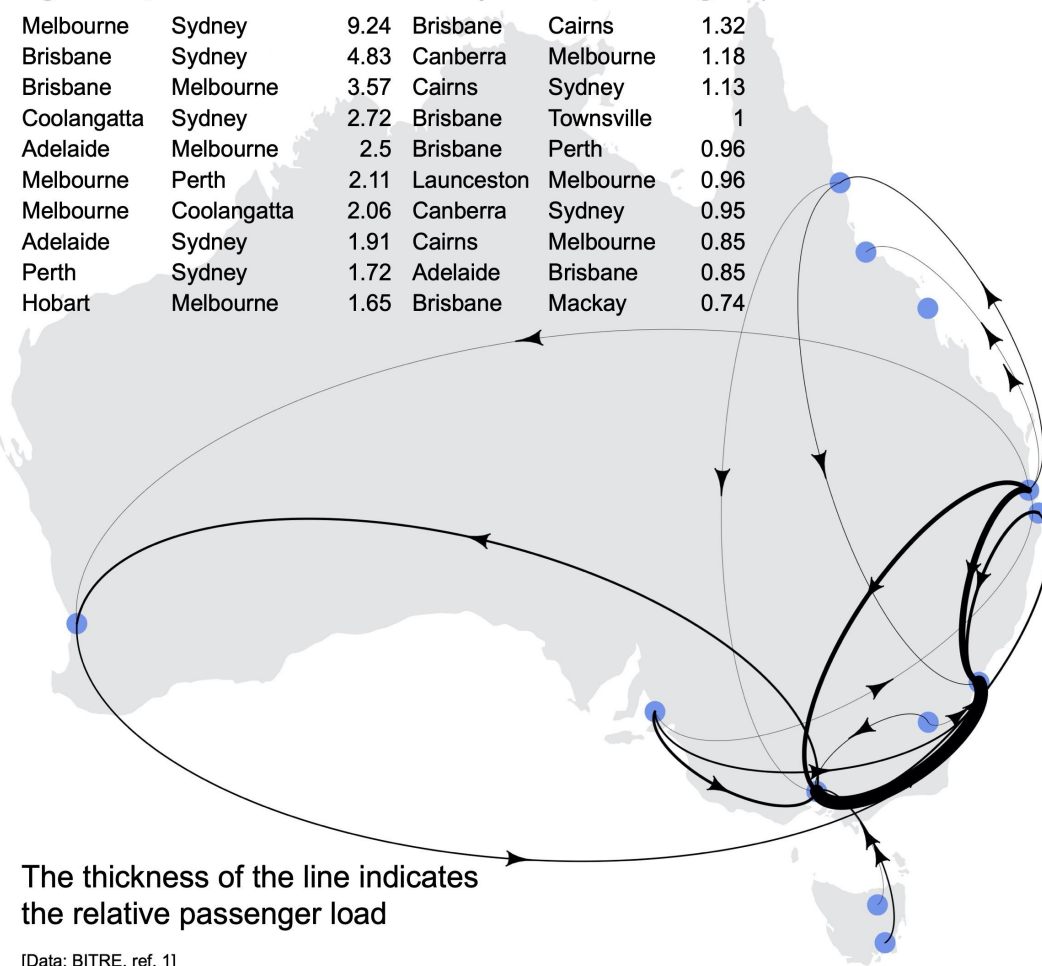 Melbourne Sydney 9.24 Brisbane Cairns 1.32
Brisbane Sydney 4.83 Canberra Melbourne 1.18
Brisbane Melbourne 3.57 Cairns Sydney 1.13
Coolangatta Sydney 2.72 Brisbane Townsville 1
Adelaide Melbourne 2.5 Brisbane Perth 0.96
Melbourne Perth 2.11 Launceston Melbourne 0.96
Melbourne Coolangatta 2.06 Canberra Sydney 0.95
Adelaide Sydney 1.91 Cairns Melbourne 0.85
Perth Sydney 1.72 Adelaide Brisbane 0.85
Hobart Melbourne 1.65 Brisbane Mackay 0.74
The thickness of the line indicates
the relative passenger load
[Data: BITRE, ref. 1]